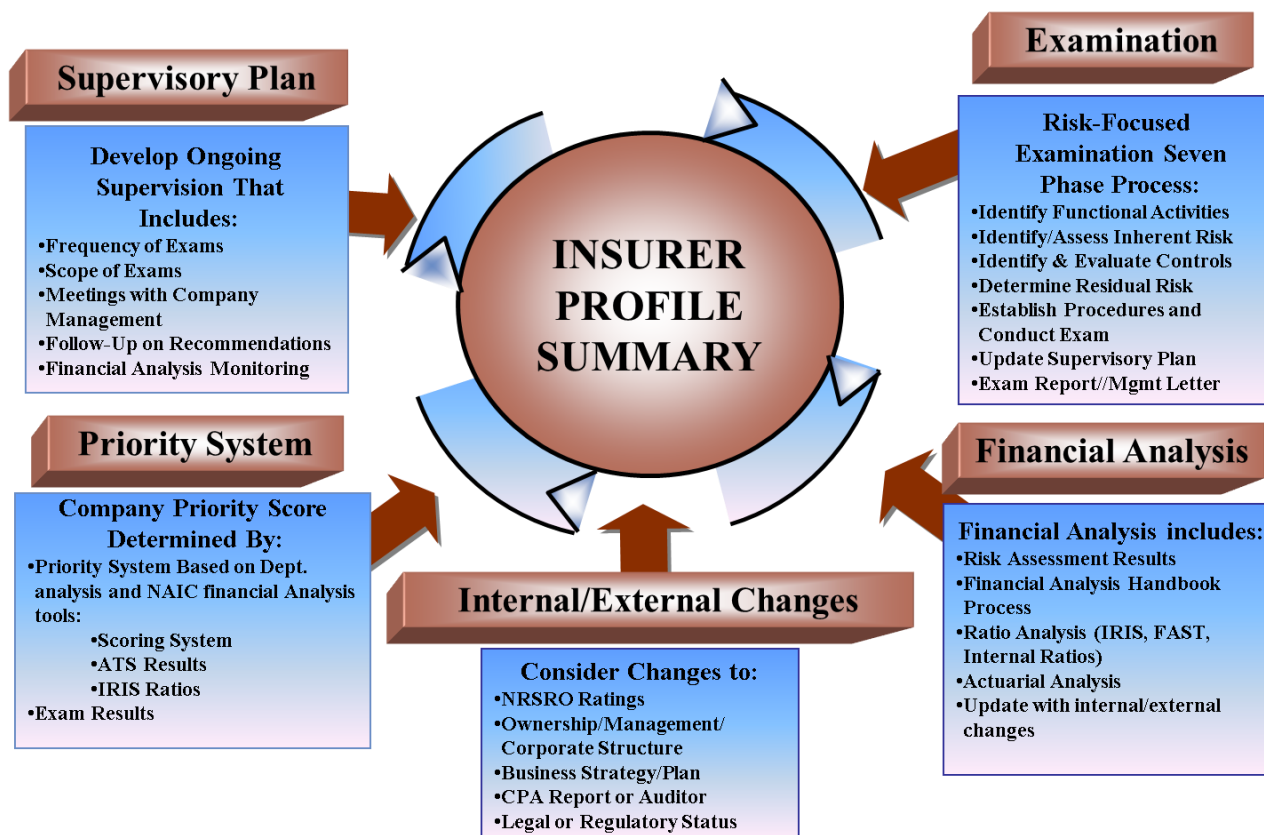 Supervisory Plan
Develop Ongoing
Supervision That
Includes:
•Frequency of Exams
•Scope of Exams
•Meetings with Company
Management
•Follow-Up on Recommendations
•Financial Analysis Monitoring
Examination
Risk-Focused
Examination Seven
Phase Process:
•Identify Functional Activities
•Identify/Assess Inherent Risk
•Identify & Evaluate Controls
•Determine Residual Risk
•Establish Procedures and
Conduct Exam
•Update Supervisory Plan
•Exam Report//Mgmt Letter
INSURER
PROFILE
SUMMARY
Priority System
Company Priority Score
Determined By:
•Priority System Based on Dept.
analysis and NAIC financial Analysis
tools:
•Scoring System
•ATS Results
•IRIS Ratios
•Exam Results
Internal/External Changes
Consider Changes to:
•NRSRO Ratings
•Ownership/Management/
Corporate Structure
•Business Strategy/Plan
•CPA Report or Auditor
•Legal or Regulatory Status
Financial Analysis
Financial Analysis includes:
•Risk Assessment Results
•Financial Analysis Handbook
Process
•Ratio Analysis (IRIS, FAST,
Internal Ratios)
•Actuarial Analysis
•Update with internal/external
changes